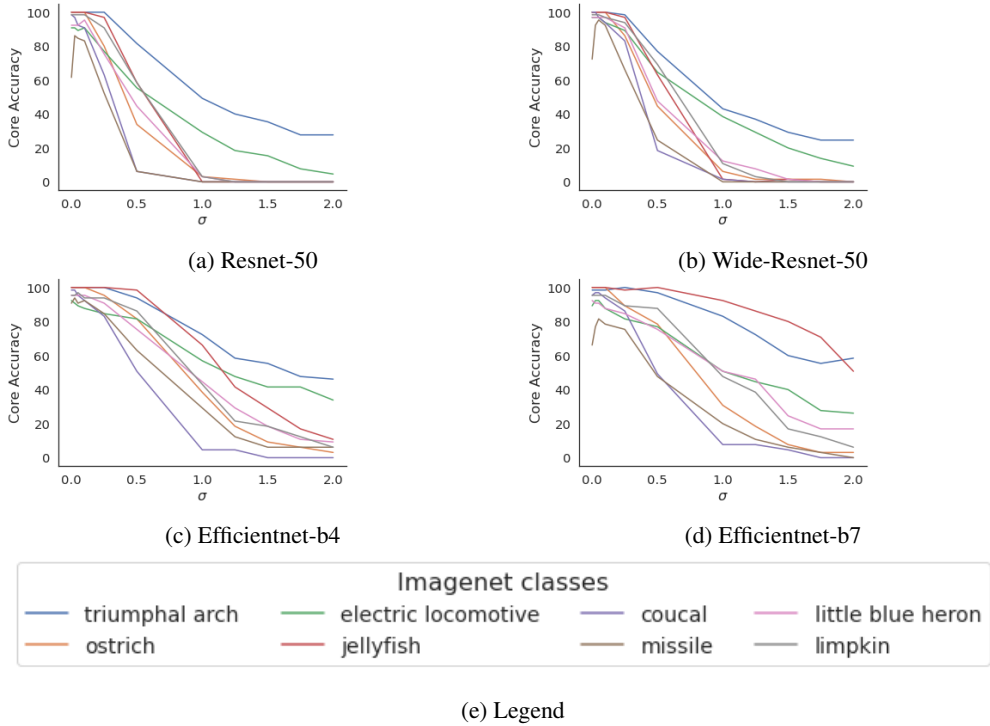 100
80
60
40
20
0
Core Accuracy
0.0 0.5 1.0 1.5 2.0
σ
(a) Resnet-50
100
80
60
40
20
0
Core Accuracy
0.0 0.5 1.0 1.5 2.0
σ
(b) Wide-Resnet-50
100
80
60
40
20
0
Core Accuracy
0.0 0.5 1.0 1.5 2.0
σ
(c) Efficientnet-b4
100
80
60
40
20
0
Core Accuracy
0.0 0.5 1.0 1.5 2.0
σ
(d) Efficientnet-b7
Imagenet classes
triumphal arch electric locomotive coucal little blue heron
ostrich jellyfish missile limpkin
(e) Legend